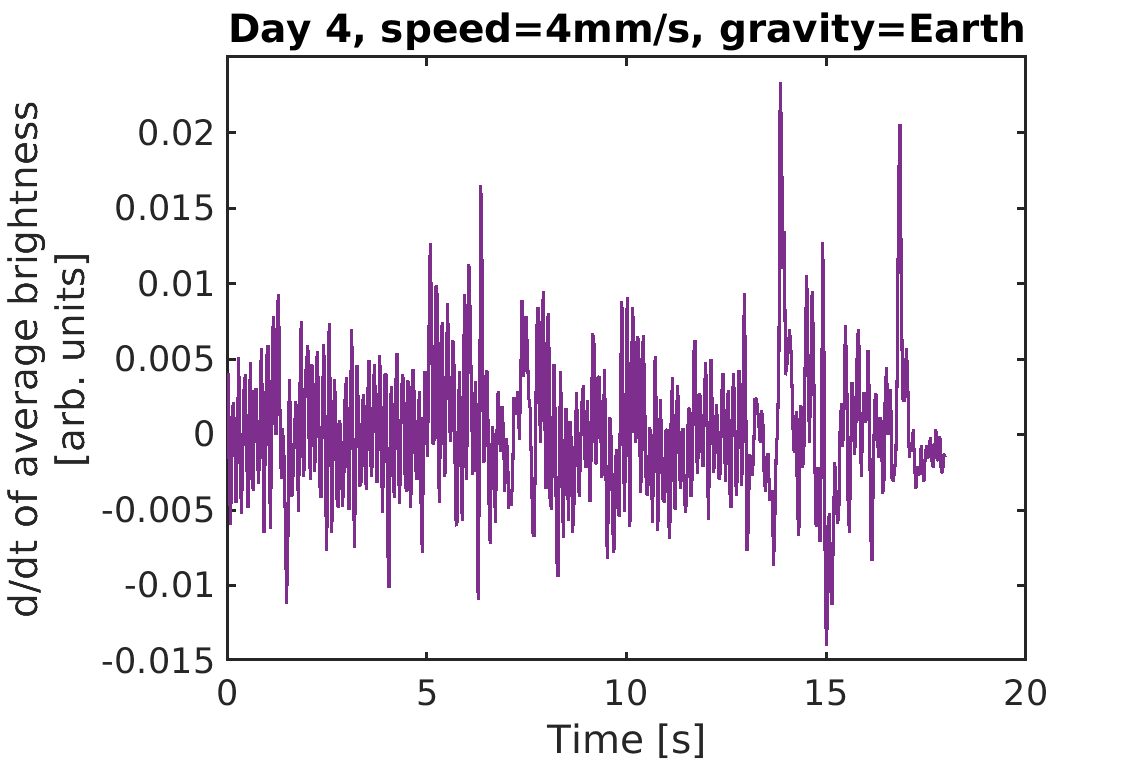 Day 4, speed=4mm/s, gravity=Earth
d/dt of average brightness
[arb. units]
0.02
0.015
0.01
0.005
0
-0.005
-0.01
-0.015
0 5 10 15 20
Time [s]